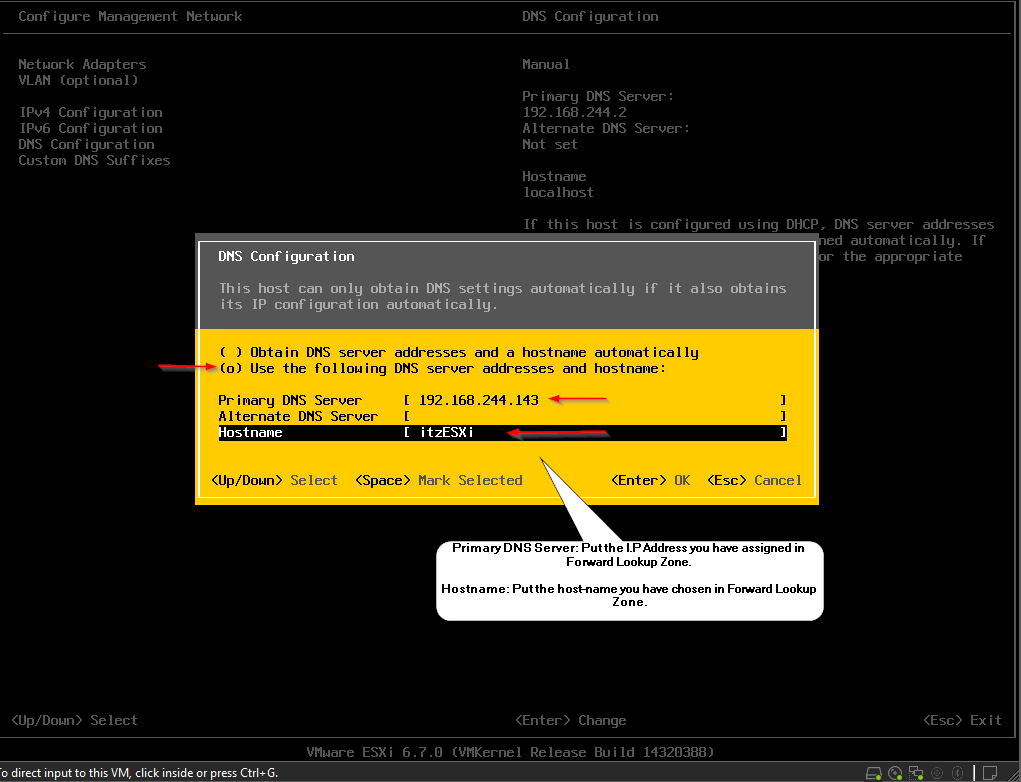 Configure Management Network
DNS Configuration
Network Adapters
VLAN (optional)
IPv4 Configuration
IPv6 Configuration
DNS Configuration
Custom DNS Suffixes
Manual
Primary DNS Server:
192.168.244.2
Alternate DNS Server:
Not set
Hostname
localhost
If this host is configured using DHCP, DNS server addresses
ned automatically. If
or the appropriate
DNS Configuration
This host can only obtain DNS settings automatically if it also obtains
its IP configuration automatically.
( ) Obtain DNS server addresses and a hostname automatically
(o) Use the following DNS server addresses and hostname:
Primary DNS Server [ 192.168.244.143 ]
Alternate DNS Server [ ]
Hostname [ itzESXi ]
<Up/Down> Select <Space> Mark Selected <Enter> OK <Esc> Cancel
Primary DNS Server: Put the I.P Address you have assigned in
Forward Lookup Zone.
Hostname: Put the host-name you have chosen in Forward Lookup
Zone.
<Up/Down> Select <Enter> Change <Esc> Exit
VMware ESXi 6.7.0 (VMKernel Release Build 14320388)
To direct input to this VM, click inside or press Ctrl+G.